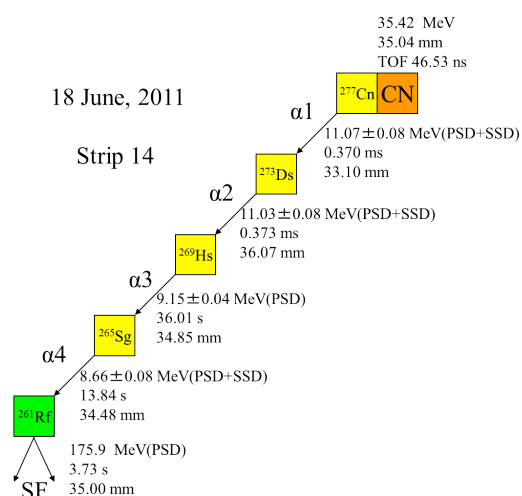 35.42 MeV
35.04 mm
TOF 46.53 ns
18 June, 2011
Strip 14
²⁷⁷Cn CN
α1
11.07±0.08 MeV(PSD+SSD)
0.370 ms
33.10 mm
²⁷³Ds
α2
11.03±0.08 MeV(PSD+SSD)
0.373 ms
36.07 mm
²⁶⁹Hs
α3
9.15±0.04 MeV(PSD)
36.01 s
34.85 mm
²⁶⁵Sg
α4
8.66±0.08 MeV(PSD+SSD)
13.84 s
34.48 mm
²⁶¹Rf
175.9 MeV(PSD)
3.73 s
35.00 mm
SF